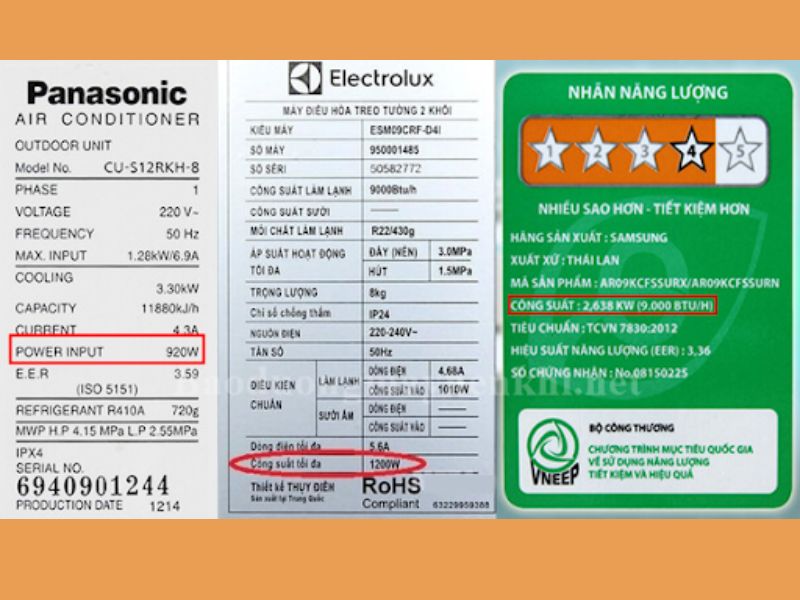 Panasonic
AIR CONDITIONER
OUTDOOR UNIT
Model No. CU-S12RKH-8
PHASE 1
VOLTAGE 220 V~
FREQUENCY 50 Hz
MAX. INPUT 1.28kW/6.9A
COOLING
3.30kW
CAPACITY 11880kJ/h
CURRENT 4.3A
POWER INPUT 920W
E.E.R 3.59
(ISO 5151)
REFRIGERANT R410A 720g
MWP H.P 4.15 MPa L.P 2.55MPa
IPX4
SERIAL NO.
6940901244
PRODUCTION DATE 1214
Electrolux
MÁY ĐIỀU HÒA TREO TƯỜNG 2 KHỐI
KIỂU MÁY ESM09CRF-D4I
SỐ MÁY 950001485
SỐ SÊRI 50582772
CÔNG SUẤT LÀM LẠNH 9000Btu/h
CÔNG SUẤT SƯỞI ——
MÔI CHẤT LÀM LẠNH R22/430g
ÁP SUẤT HOẠT ĐỘNG TỐI ĐA ĐẨY (NÉN) 3.0MPa
HÚT 1.5MPa
TRỌNG LƯỢNG 8kg
Chỉ số chống thấm IP24
NGUỒN ĐIỆN 220-240V~
TẦN SỐ 50Hz
ĐIỀU KIỆN CHUẨN LÀM LẠNH DÒNG ĐIỆN 4.68A
CÔNG SUẤT VÀO 1010W
SƯỞI ẤM DÒNG ĐIỆN ——
CÔNG SUẤT VÀO ——
Dòng điện tối đa 5.6A
Công suất tối đa 1200W
Thiết kế THỤY ĐIỂN
Sản xuất tại Trung Quốc
RoHS
Compliant 63229959388
NHÃN NĂNG LƯỢNG
1 2 3 4 5
NHIỀU SAO HƠN - TIẾT KIỆM HƠN
HÃNG SẢN XUẤT : SAMSUNG
XUẤT XỨ : THÁI LAN
MÃ SẢN PHẨM : AR09KCFSSURX/AR09KCFSSURN
CÔNG SUẤT : 2,638 KW (9.000 BTU/H)
TIÊU CHUẨN : TCVN 7830:2012
HIỆU SUẤT NĂNG LƯỢNG (EER) : 3,36
SỐ CHỨNG NHẬN : No.08150225
VNEEP
BỘ CÔNG THƯƠNG
CHƯƠNG TRÌNH MỤC TIÊU QUỐC GIA
VỀ SỬ DỤNG NĂNG LƯỢNG
TIẾT KIỆM VÀ HIỆU QUẢ